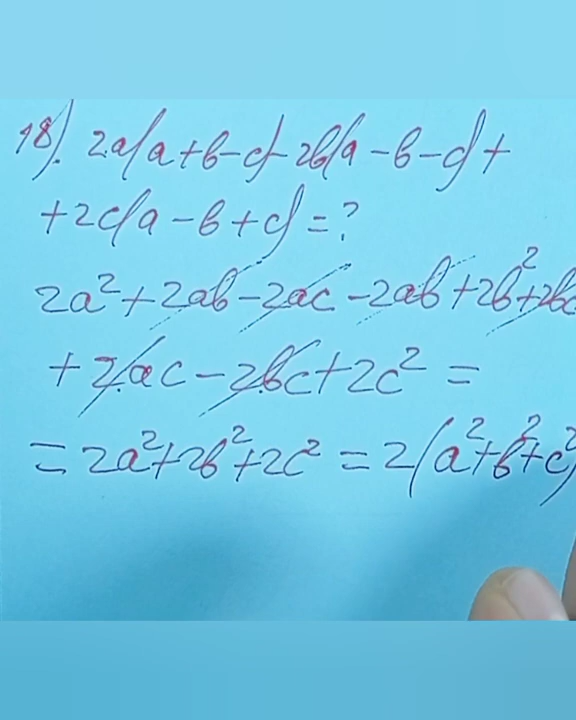 18). 2a(a+b-c)-2b(a-b-c)+
+2c(a-b+c)=?
2a²+2ab-2ac-2ab+2b²+2bc
+2ac-2bc+2c²=
=2a²+2b²+2c²=2(a²+b²+c²)